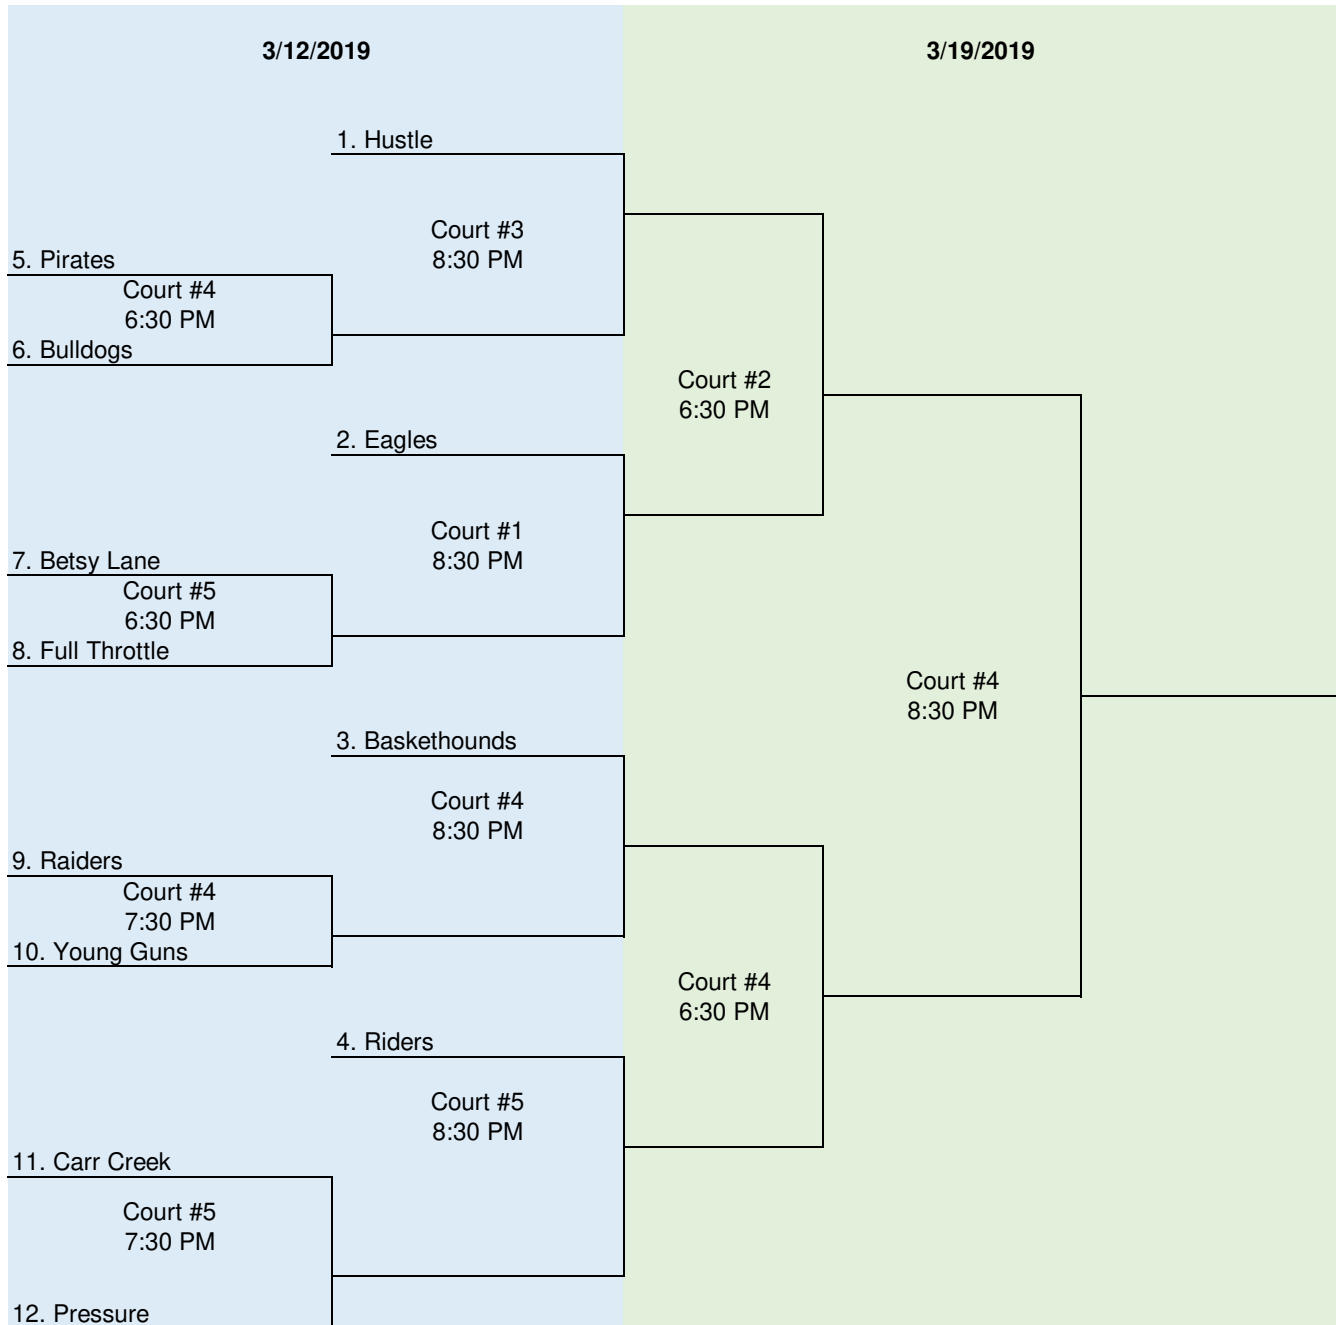 3/12/2019
3/19/2019
1. Hustle
Court #3
8:30 PM
5. Pirates
Court #4
6:30 PM
6. Bulldogs
Court #2
6:30 PM
2. Eagles
Court #1
8:30 PM
7. Betsy Lane
Court #5
6:30 PM
8. Full Throttle
Court #4
8:30 PM
3. Baskethounds
Court #4
8:30 PM
9. Raiders
Court #4
7:30 PM
10. Young Guns
Court #4
6:30 PM
4. Riders
Court #5
8:30 PM
11. Carr Creek
Court #5
7:30 PM
12. Pressure